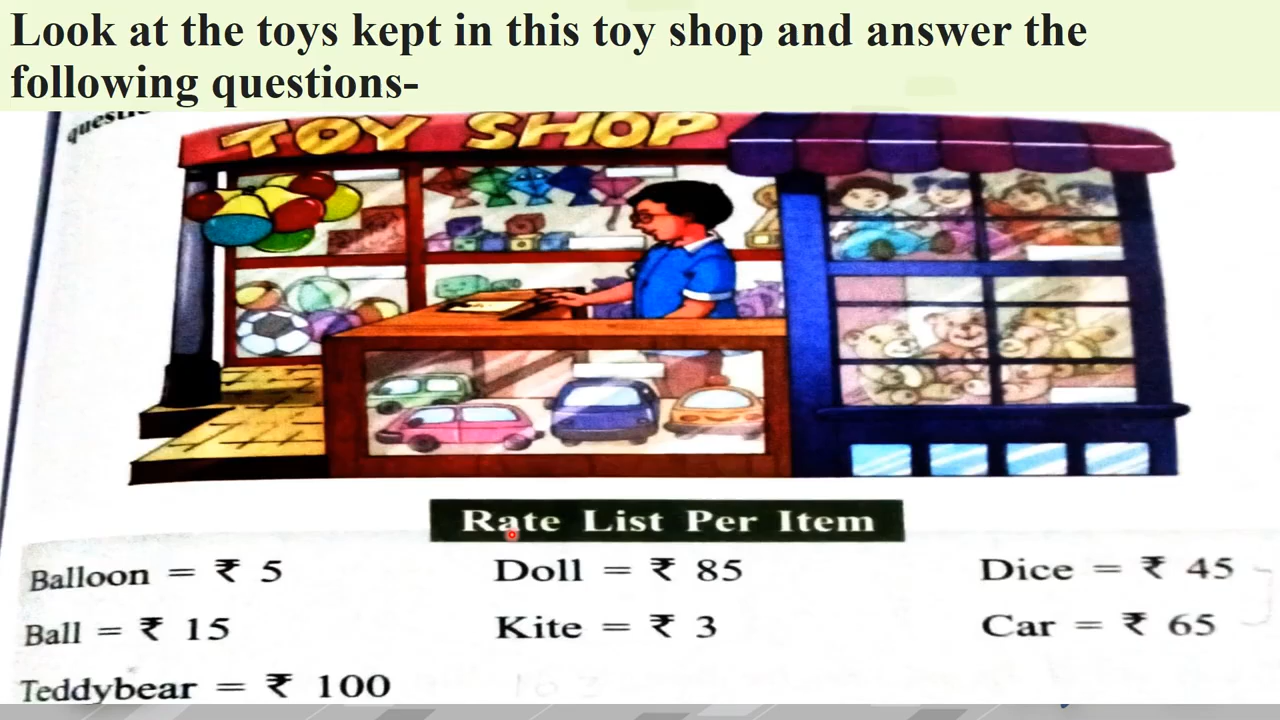 Look at the toys kept in this toy shop and answer the
following questions-
TOY SHOP
Rate List Per Item
Balloon = ₹ 5 Doll = ₹ 85 Dice = ₹ 45
Ball = ₹ 15 Kite = ₹ 3 Car = ₹ 65
Teddybear = ₹ 100